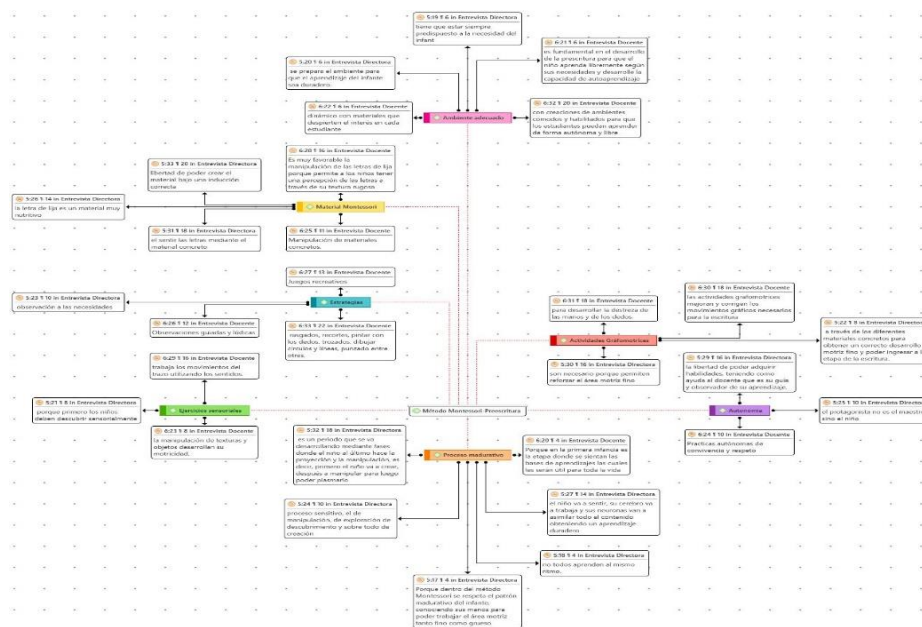 5:19 ¶ 6 in Entrevista Directora
tiene que estar siempre
predispuesto a la necesidad del
infant
6:21 ¶ 6 in Entrevista Docente
es fundamental en el desarrollo
de la prescritura para que el
niño aprenda libremente según
sus necesidades y desarrolle la
capacidad de autoaprendizaje
5:20 ¶ 6 in Entrevista Directora
se prepara el ambiente para
que el aprendizaje del infante
sea duradero.
6:22 ¶ 6 in Entrevista Docente
dinámico con materiales que
despierten el interés en cada
estudiante
Ambiente adecuado
6:32 ¶ 20 in Entrevista Docente
con creaciones de ambientes
cómodos y habilitados para que
los estudiantes puedan aprender
de forma autónoma y libre
6:26 ¶ 16 in Entrevista Docente
Es muy favorable la
manipulación de las letras de lija
porque permite a los niños tener
una percepción de las letras a
través de su textura rugosa
5:33 ¶ 20 in Entrevista Directora
libertad de poder crear el
material bajo una inducción
correcta
5:26 ¶ 14 in Entrevista Directora
la letra de lija es un material muy
nutritivo
Material Montessori
5:31 ¶ 18 in Entrevista Directora
el sentir las letras mediante el
material concreto
6:25 ¶ 11 in Entrevista Docente
Manipulación de materiales
concretos.
6:27 ¶ 12 in Entrevista Docente
Juegos recreativos
5:23 ¶ 10 in Entrevista Directora
observación a las necesidades
Estrategias
6:28 ¶ 12 in Entrevista Docente
Observaciones guiadas y lúdicas
6:33 ¶ 22 in Entrevista Docente
rasgados, recortes, pintar con
los dedos, trozados, dibujar
círculos y líneas, punzado entre
otros.
6:31 ¶ 18 in Entrevista Docente
para desarrollar la destreza de
las manos y de los dedos.
6:30 ¶ 18 in Entrevista Docente
las actividades grafomotrices
mejoran y corrigen los
movimientos gráficos necesarios
para la escritura
Actividades Gráfomotrices
5:22 ¶ 8 in Entrevista Directora
a través de los diferentes
materiales concretos para
obtener un correcto desarrollo
motriz fino y poder ingresar a la
etapa de la escritura.
5:30 ¶ 18 in Entrevista Directora
son necesario porque permiten
reforzar el área motriz fino
5:29 ¶ 16 in Entrevista Directora
la libertad de poder adquirir
habilidades, teniendo como
ayuda al docente que es su guía
y observador de su aprendizaje.
6:29 ¶ 16 in Entrevista Docente
trabaja los movimientos del
trazo utilizando los sentidos
5:21 ¶ 8 in Entrevista Directora
porque primero los niños
deben descubrir sensorialmente
Ejercicios sensoriales
Método Montessori-Preescritura
Autonomía
5:25 ¶ 10 in Entrevista Directora
el protagonista no es el maestro
sino el niño
6:23 ¶ 8 in Entrevista Docente
la manipulación de texturas y
objetos desarrollan su
motricidad.
6:24 ¶ 10 in Entrevista Docente
Practicas autónomas de
convivencia y respeto
5:32 ¶ 18 in Entrevista Directora
es un periodo que se va
desarrollando mediante fases
donde el niño al último hace la
proyección y la manipulación, es
decir, primero el niño va a crear,
después a manipular para luego
poder plasmarlo
Proceso madurativo
6:20 ¶ 4 in Entrevista Docente
Porque en la primera infancia es
la etapa donde se sientan las
bases de aprendizajes las cuales
les serán útil para toda la vida
5:24 ¶ 10 in Entrevista Directora
proceso sensitivo, el de
manipulación, de exploración de
descubrimiento y sobre todo de
creación
5:27 ¶ 14 in Entrevista Directora
el niño va a sentir, su cerebro va
a trabaja y sus neuronas van a
asimilar todo el contenido
obteniendo un aprendizaje
duradero
5:18 ¶ 4 in Entrevista Directora
no todos aprenden al mismo
ritmo.
5:17 ¶ 4 in Entrevista Directora
Porque dentro del método
Montessori se respeta el patrón
madurativo del infante,
conociendo sus manos para
poder trabajar el área motriz
tanto fino como grueso